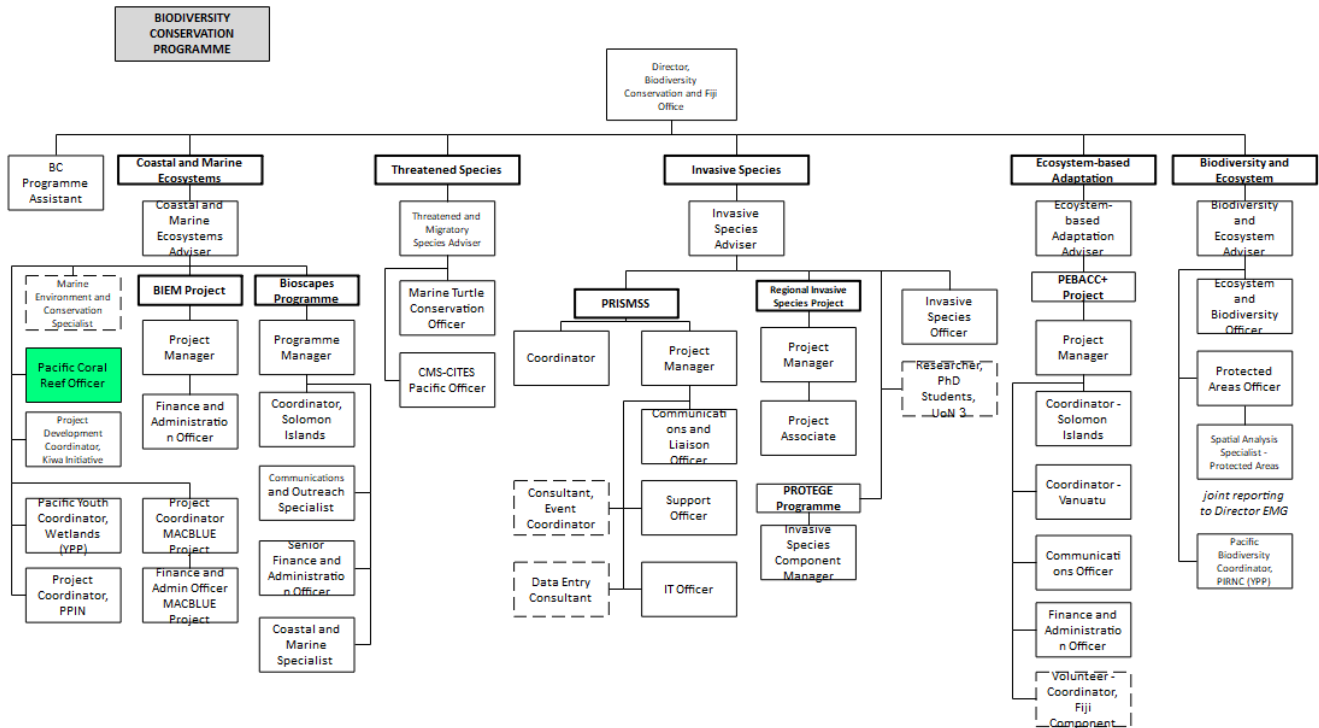 BIODIVERSITY
CONSERVATION
PROGRAMME
Director,
Biodiversity
Conservation and Fiji
Office
BC
Programme
Assistant
Coastal and Marine
Ecosystems
Threatened Species
Invasive Species
Ecosystem-based
Adaptation
Biodiversity and
Ecosystem
Coastal and
Marine
Ecosystems
Adviser
Threatened and
Migratory
Species Adviser
Invasive
Species
Adviser
Ecoystem-
based
Adaptation Adviser
Biodiversity
and
Ecosystem
Adviser
Marine
Environment and
Conservation
Specialist
BIEM Project
Bioscapes
Programme
Marine Turtle
Conservation
Officer
PRISMSS
Regional Invasive
Species Project
Invasive
Species
Officer
PEBACC+
Project
Ecosystem
and
Biodiversity
Officer
Pacific Coral
Reef Officer
Project
Manager
Programme
Manager
CMS-CITES
Pacific Officer
Coordinator
Project
Manager
Project
Manager
Researcher,
PhD
Students,
UoN 3
Project
Manager
Protected
Areas Officer
Project
Development
Coordinator,
Kiwa Initiative
Finance and
Administration
Officer
Coordinator,
Solomon
Islands
Communicati
ons and
Liaison
Officer
Project
Associate
Coordinator -
Solomon
Islands
Spatial Analysis
Specialist -
Protected Areas
Pacific Youth
Coordinator,
Wetlands (YPP)
Project
Coordinator
MACBLUE
Project
Communications
and Outreach
Specialist
Consultant,
Event
Coordinator
Support
Officer
PROTEGE
Programme
Coordinator -
Vanuatu
joint reporting
to Director EMG
Project
Coordinator,
PPIN
Finance and
Admin Officer
MACBLUE
Project
Senior
Finance and
Administratio
n Officer
Data Entry
Consultant
IT Officer
Invasive
Species
Component
Manager
Communicati
ons Officer
Pacific
Biodiversity
Coordinator,
PIRNC (YPP)
Coastal and
Marine
Specialist
Finance and
Administratio
n Officer
Volunteer -
Coordinator,
Fiji
Component